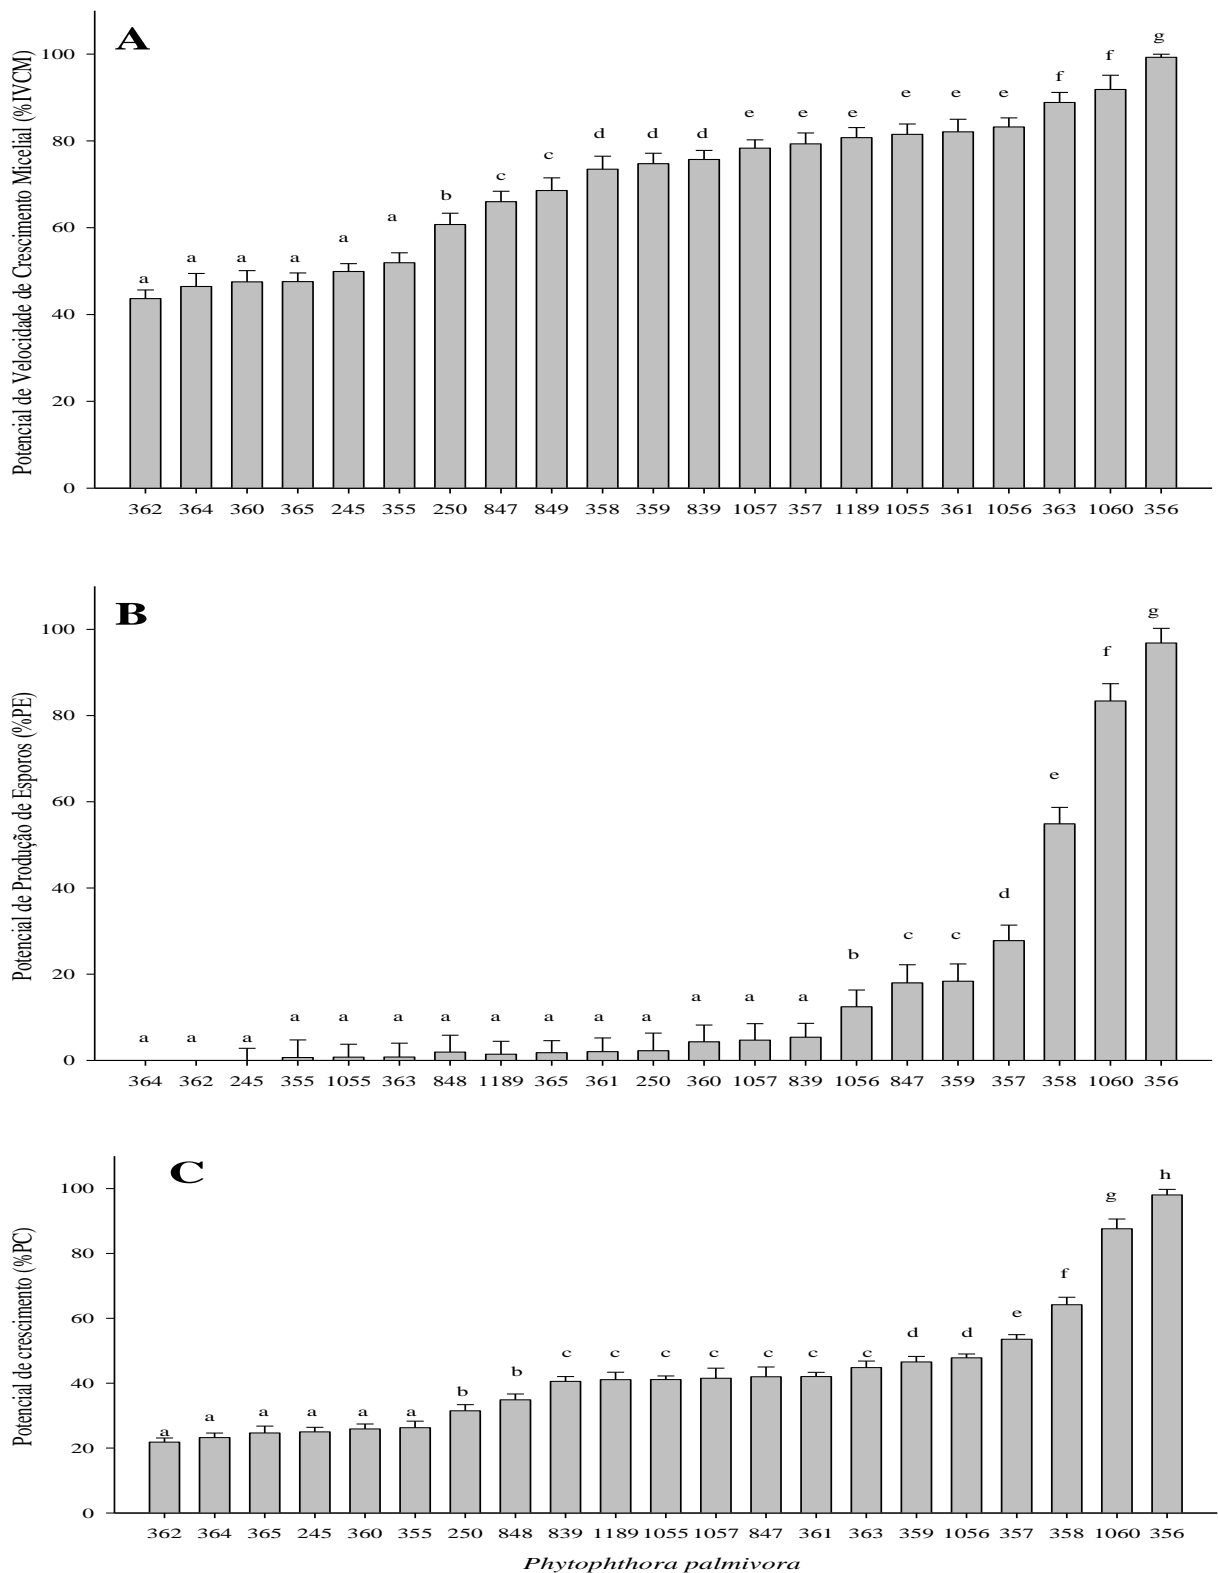 A
Potencial de Velocidade de Crescimento Micelial (%IVCM)
100
80
60
40
20
0
a a a a a a b c c d d d e e e e e e f f g
362 364 360 365 245 355 250 847 849 358 359 839 1057 357 1189 1055 361 1056 363 1060 356
B
Potencial de Produção de Esporos (%PE)
100
80
60
40
20
0
a a a a a a a a a a a a a a b c c d e f g
364 362 245 355 1055 363 848 1189 365 361 250 360 1057 839 1056 847 359 357 358 1060 356
C
Potencial de crescimento (%PC)
100
80
60
40
20
0
a a a a a a b b c c c c c c c d d e f g h
362 364 365 245 360 355 250 848 839 1189 1055 1057 847 361 363 359 1056 357 358 1060 356
Phytophthora palmivora